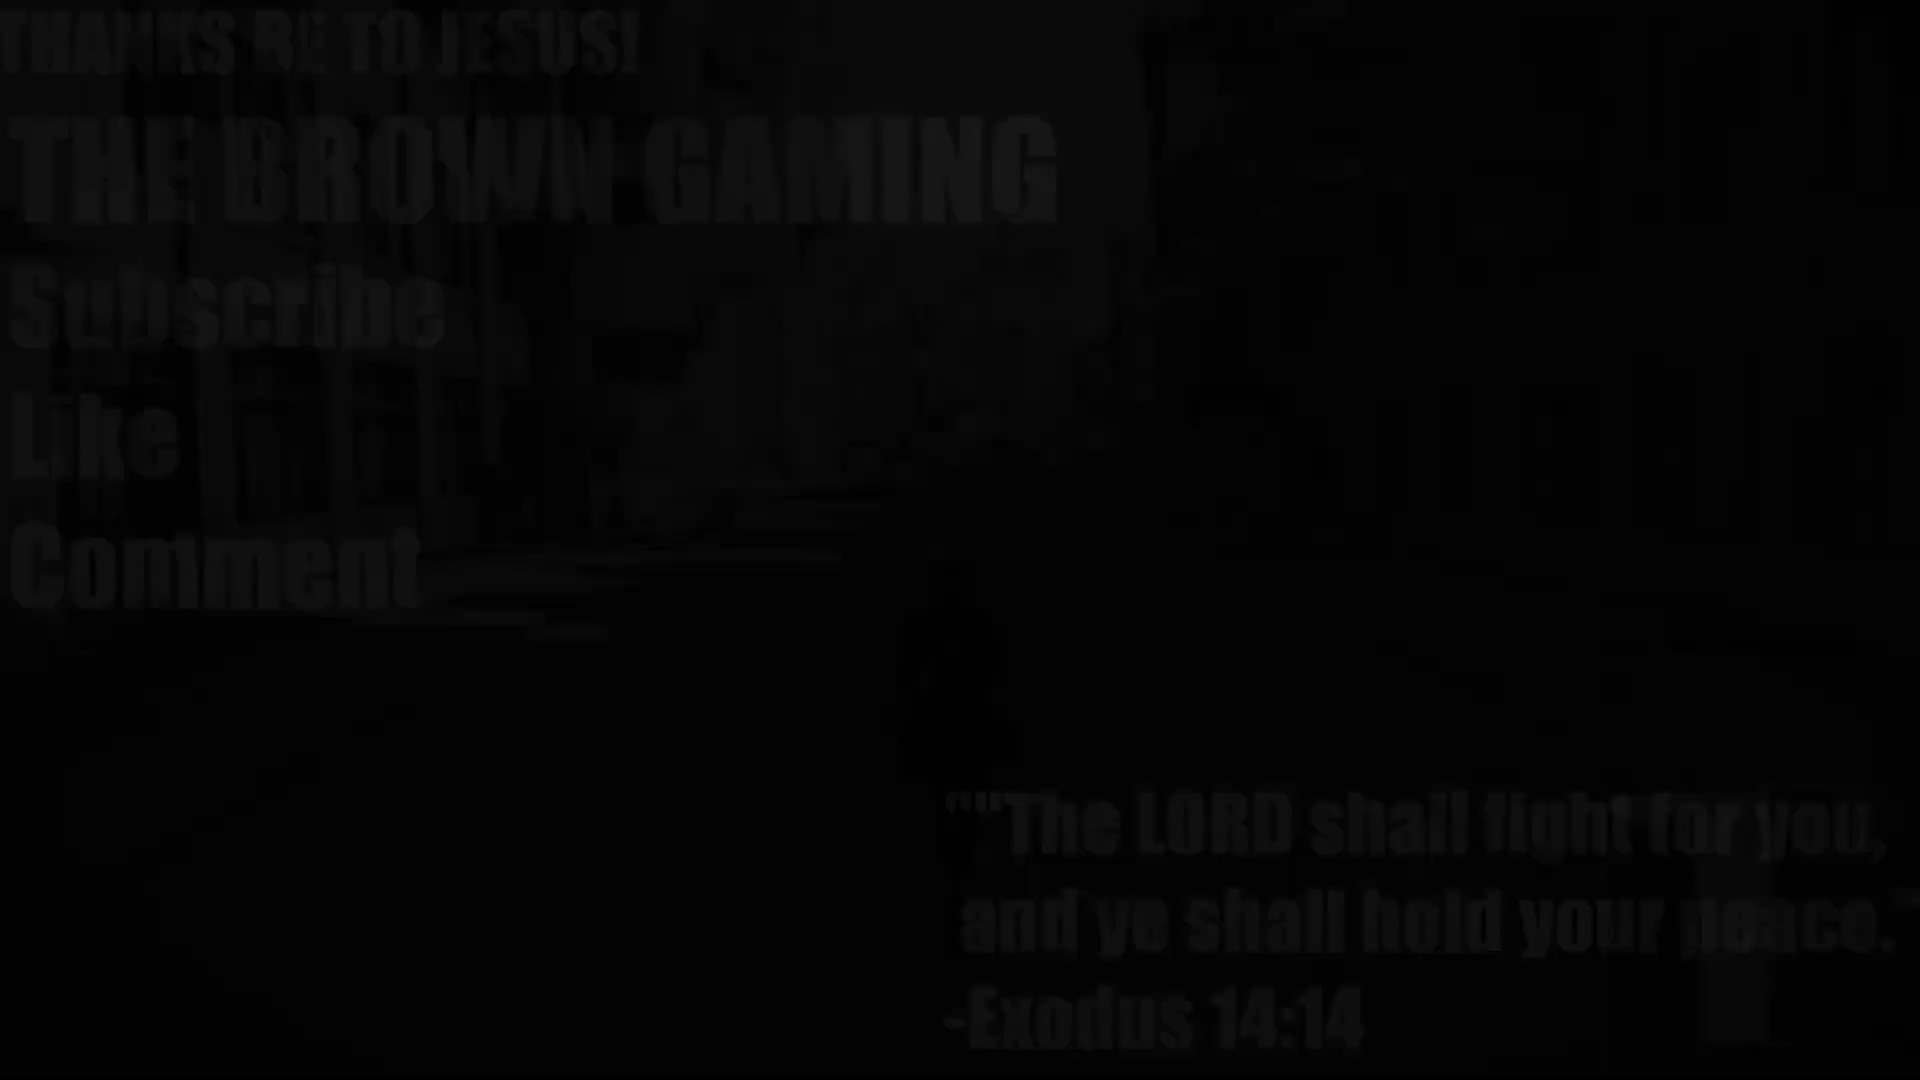 THANKS BE TO JESUS!
THE BROWN GAMING
Subscribe
Like
Comment
""The LORD shall fight for you,
and ye shall hold your peace."
-Exodus 14:14